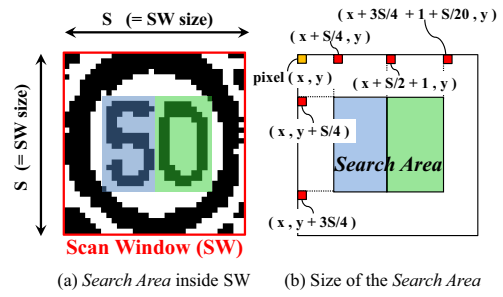 S (= SW size)
S (= SW size)
50
Scan Window (SW)
(a) Search Area inside SW
( x + 3S/4 + 1 + S/20 , y )
( x + S/4 , y )
pixel ( x , y )
( x + S/2 + 1 , y )
( x , y + S/4 )
Search Area
( x , y + 3S/4 )
(b) Size of the Search Area